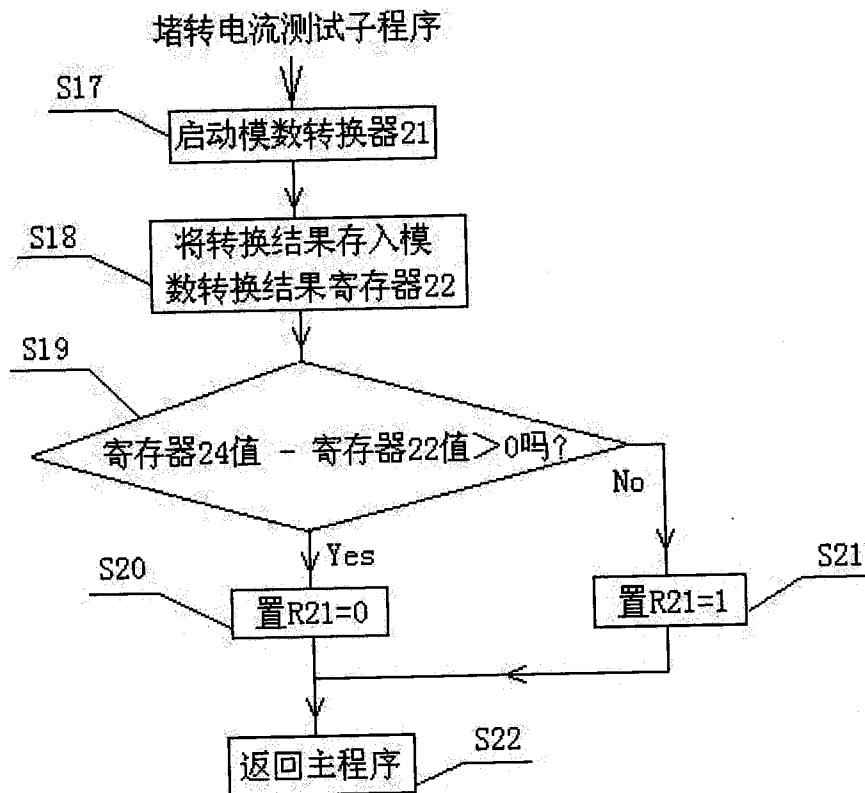 堵转电流测试子程序
S17
启动模数转换器21
S18
将转换结果存入模
数转换结果寄存器22
S19
寄存器24值 - 寄存器22值>0吗?
No
Yes
S20
S21
置R21=0
置R21=1
S22
返回主程序